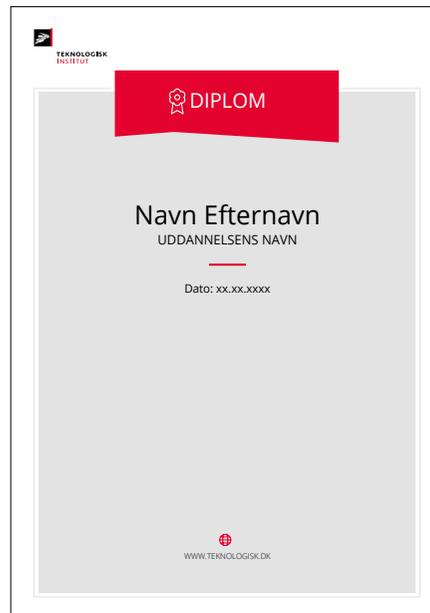 TEKNOLOGISK
INSTITUT
DIPLOM
Navn Efternavn
UDDANNELSENS NAVN
Dato: xx.xx.xxxx
WWW.TEKNOLOGISK.DK